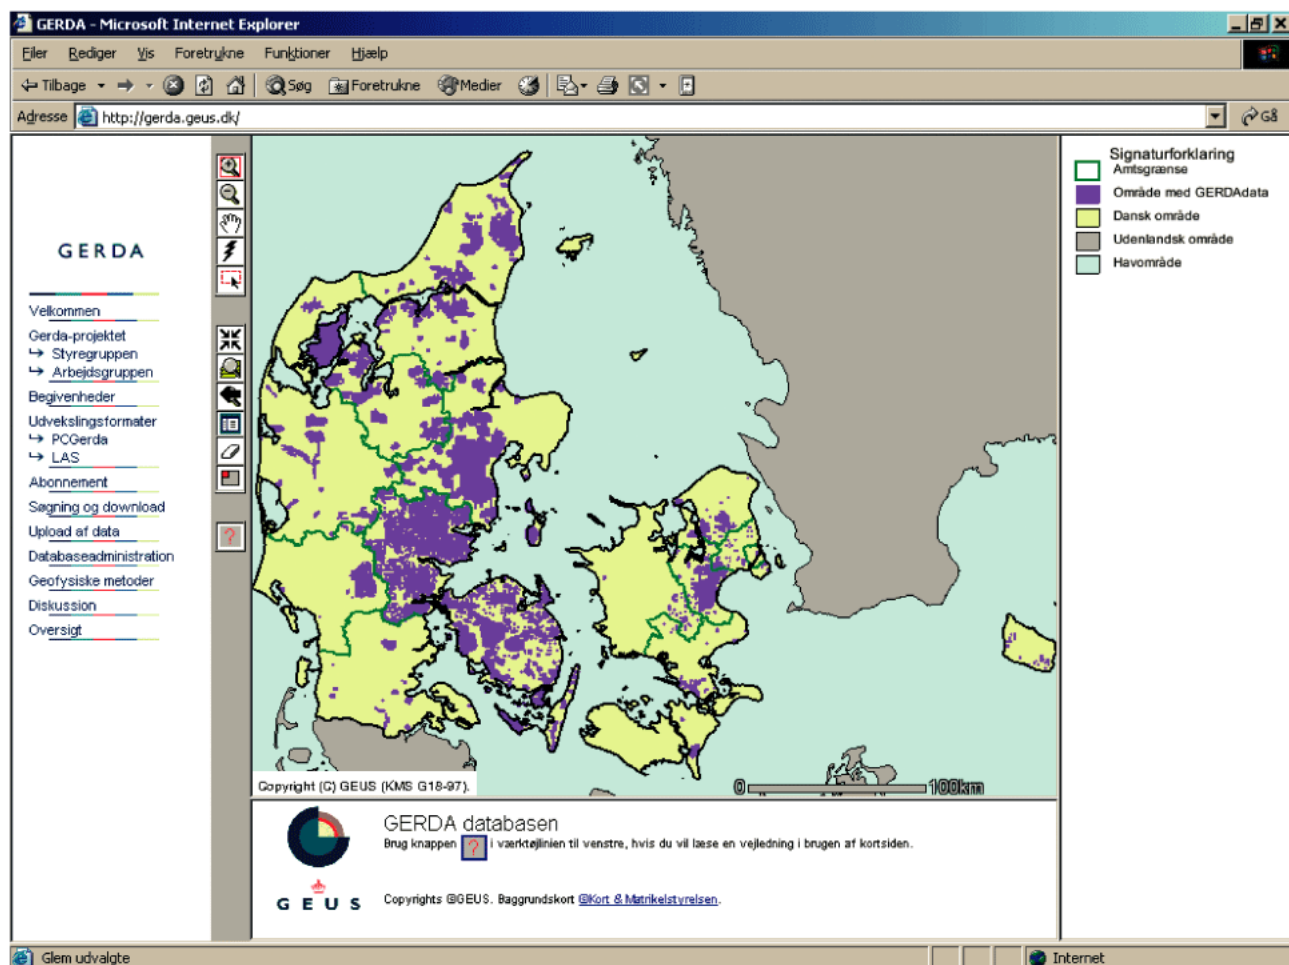 GERDA - Microsoft Internet Explorer
Filer Rediger Vis Foretrukne Funktioner Hjælp
Tilbage Søg Foretrukne Medier
Adresse http://gerda.geus.dk/ Gå
GERDA
Velkommen
Gerda-projektet
Styregruppen
Arbejdsgruppen
Begivenheder
Udvekslingsformater
PCGerda
LAS
Abonnement
Søgning og download
Upload af data
Databaseadministration
Geofysiske metoder
Diskussion
Oversigt
?
Copyright (C) GEUS (KMS G18-97).
0 100km
Signaturforklaring
Amtsgrænse
Område med GERDAdata
Dansk område
Udenlandsk område
Havområde
GERDA databasen
Brug knappen ? i værktøjlinien til venstre, hvis du vil læse en vejledning i brugen af kortsiden.
GEUS
Copyrights @GEUS. Baggrundskort @Kort & Matrikelstyrelsen.
Glem udvalgte Internet